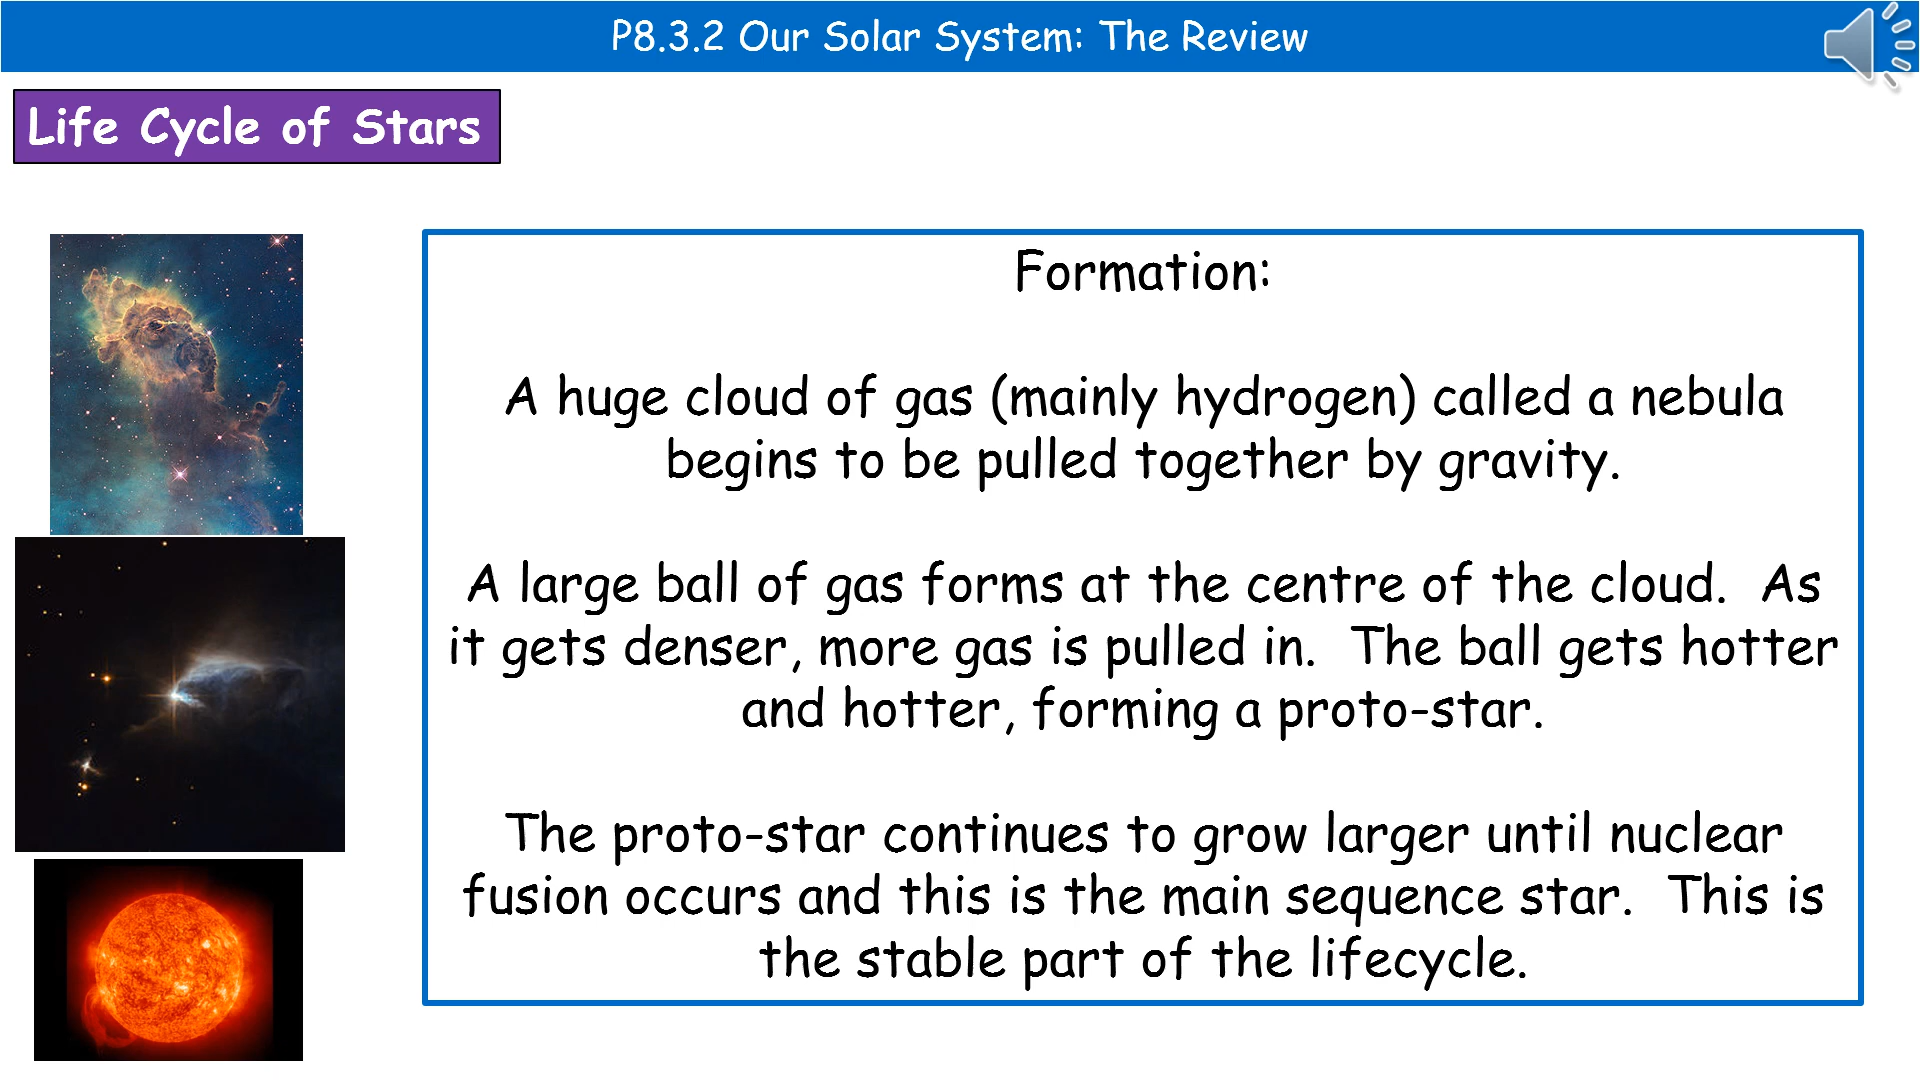 P8.3.2 Our Solar System: The Review
Life Cycle of Stars
Formation:
A huge cloud of gas (mainly hydrogen) called a nebula
begins to be pulled together by gravity.
A large ball of gas forms at the centre of the cloud.  As
it gets denser, more gas is pulled in.  The ball gets hotter
and hotter, forming a proto-star.
The proto-star continues to grow larger until nuclear
fusion occurs and this is the main sequence star.  This is
the stable part of the lifecycle.